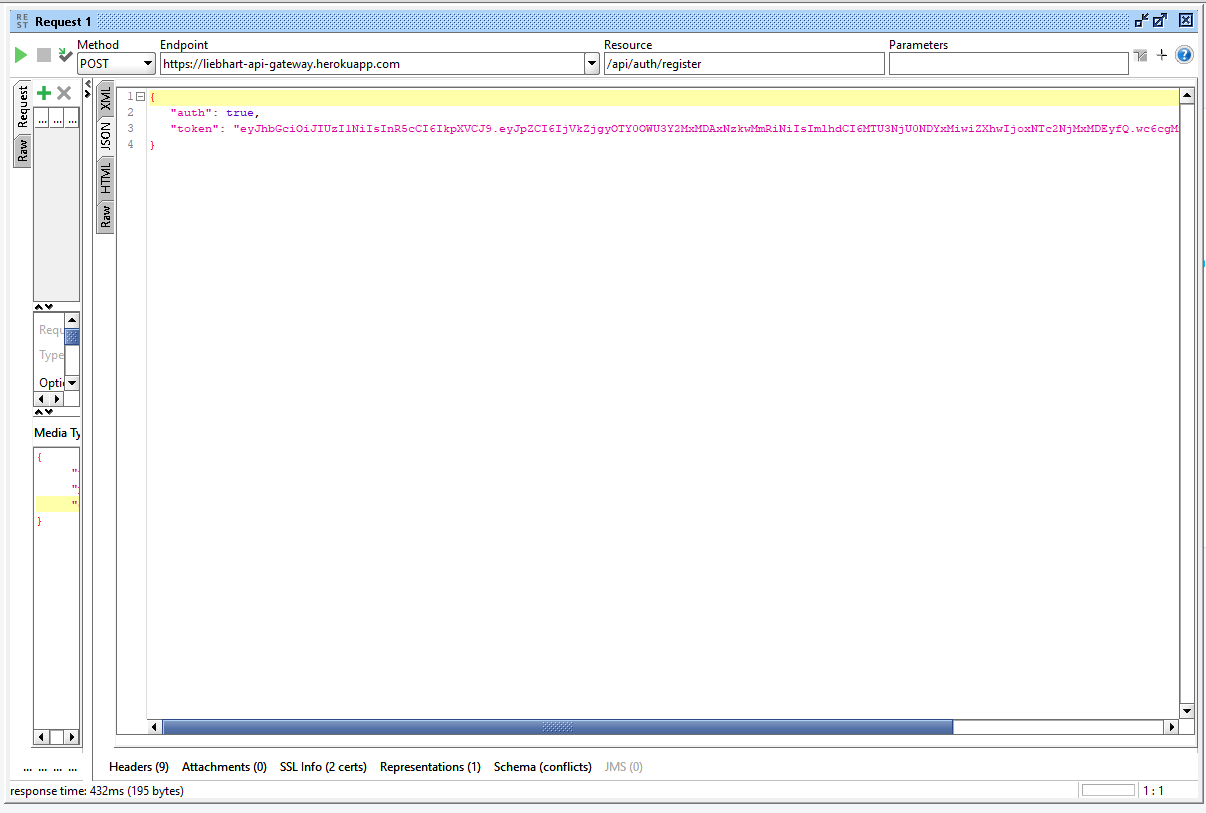 RE
ST
Request 1
Method
Endpoint
Resource
Parameters
POST
https://liebhart-api-gateway.herokuapp.com
/api/auth/register
Request
Raw
XML
JSON
HTML
Raw
... ... ...
Requ
Type
Optio
Media Ty
{
"
"
"
}
1 {
2 "auth": true,
3 "token": "eyJhbGciOiJIUzI1NiIsInR5cCI6IkpXVCJ9.eyJpZCI6IjVkZjgyOTY0OWU3Y2MxMDAxNzkwMmRiNiIsImlhdCI6MTU3NjU0NDYxMiwiZXhwIjoxNTc2NjMxMDEyfQ.wc6cgM
4 }
... ... ... ...
Headers (9) Attachments (0) SSL Info (2 certs) Representations (1) Schema (conflicts) JMS (0)
response time: 432ms (195 bytes)
1 : 1